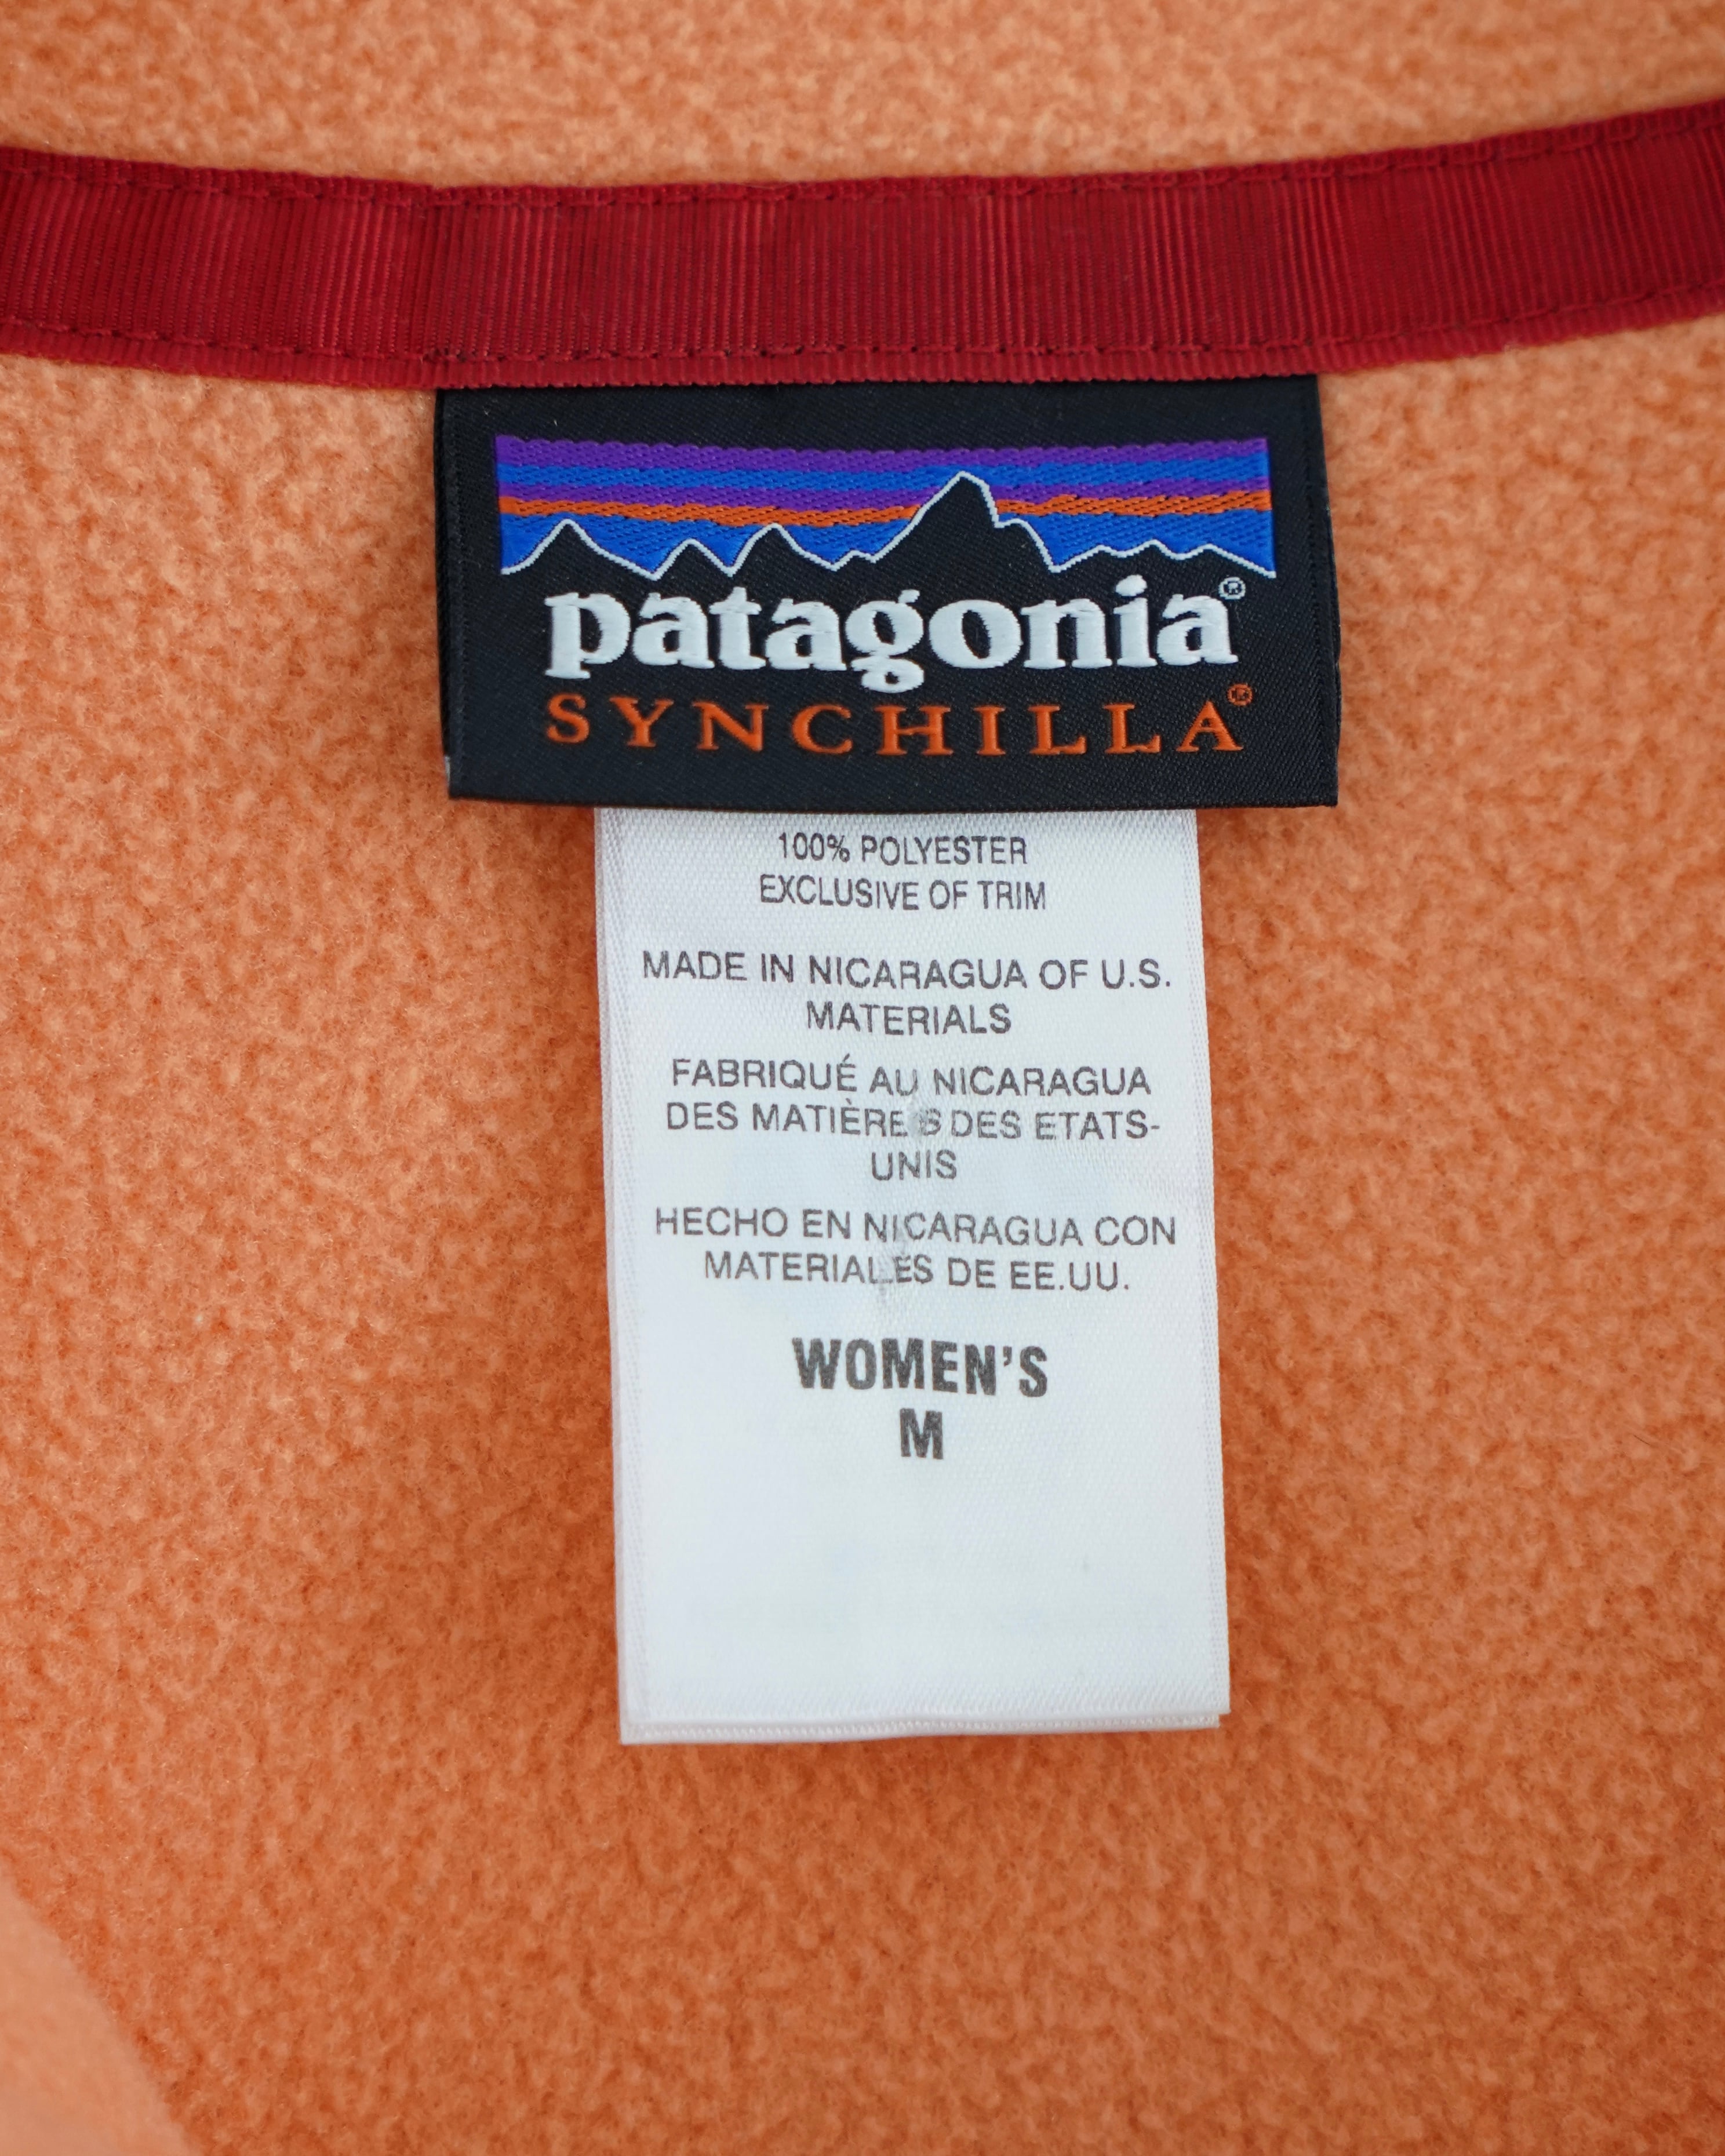 patagonia®
SYNCHILLA®
100% POLYESTER
EXCLUSIVE OF TRIM
MADE IN NICARAGUA OF U.S.
MATERIALS
FABRIQUÉ AU NICARAGUA
DES MATIÈRES DES ETATS-
UNIS
HECHO EN NICARAGUA CON
MATERIALES DE EE.UU.
WOMEN'S
M